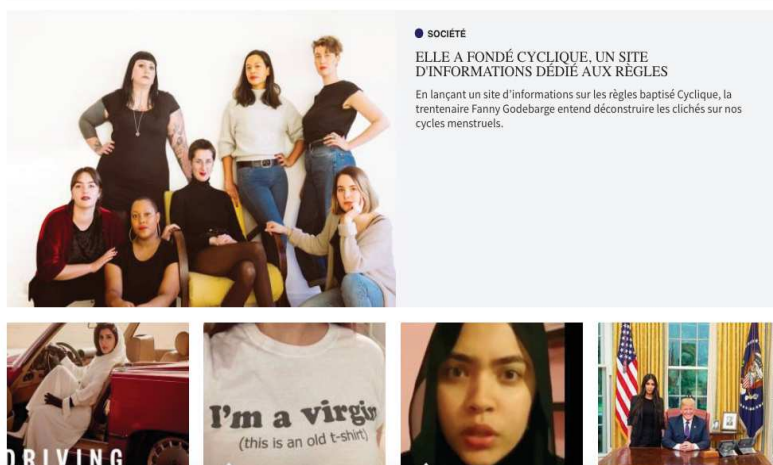 SOCIÉTÉ
ELLE A FONDÉ CYCLIQUE, UN SITE
D'INFORMATIONS DÉDIÉ AUX RÈGLES
En lançant un site d'informations sur les règles baptisé Cyclique, la
trentenaire Fanny Godebarge entend déconstruire les clichés sur nos
cycles menstruels.
DRIVING
I'm a virgin
(this is an old t-shirt)